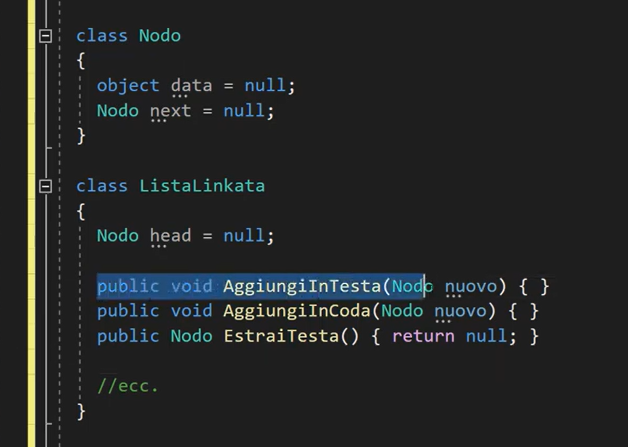 class Nodo
{
object data = null;
Nodo next = null;
}
class ListaLinkata
{
Nodo head = null;
public void AggiungiInTesta(Nodo nuovo) { }
public void AggiungiInCoda(Nodo nuovo) { }
public Nodo EstraiTesta() { return null; }
//ecc.
}